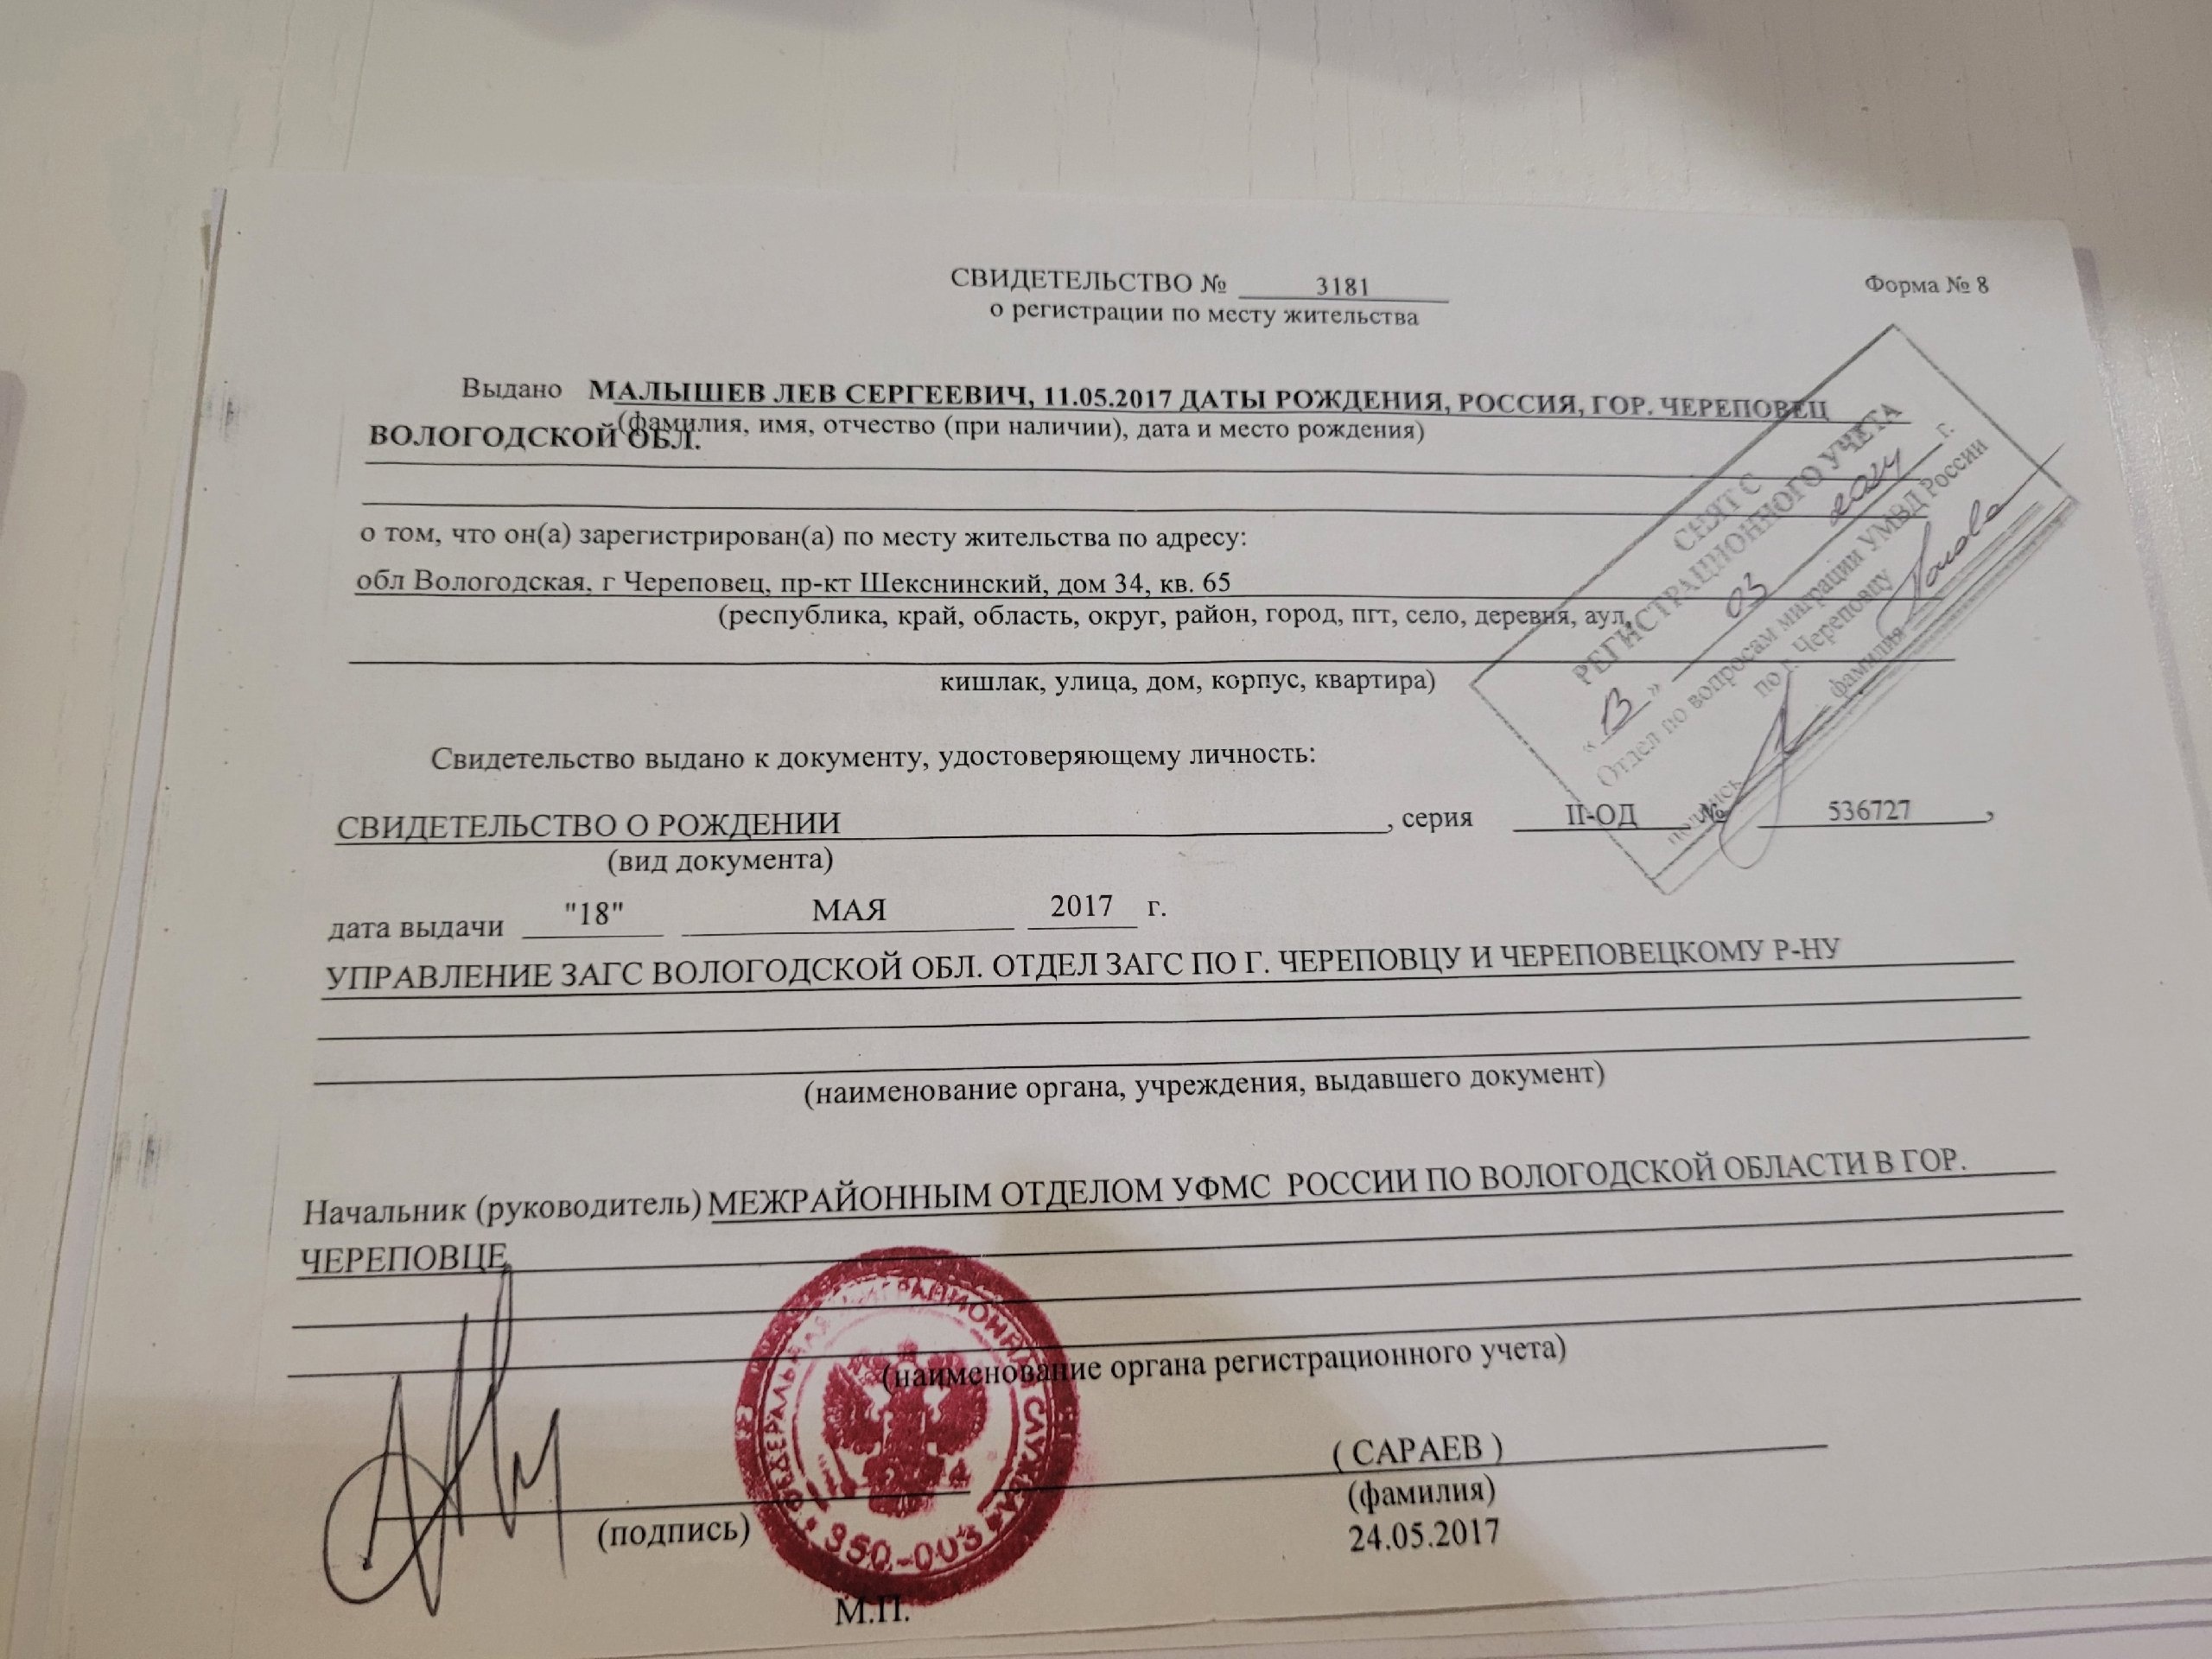 СВИДЕТЕЛЬСТВО № 3181
Форма № 8
о регистрации по месту жительства
Выдано МАЛЫШЕВ ЛЕВ СЕРГЕЕВИЧ, 11.05.2017 ДАТЫ РОЖДЕНИЯ, РОССИЯ, ГОР. ЧЕРЕПОВЕЦ
(фамилия, имя, отчество (при наличии), дата и место рождения)
ВОЛОГОДСКОЙ ОБЛ.
о том, что он(а) зарегистрирован(а) по месту жительства по адресу:
обл Вологодская, г Череповец, пр-кт Шекснинский, дом 34, кв. 65
(республика, край, область, округ, район, город, пгт, село, деревня, аул,
кишлак, улица, дом, корпус, квартира)
СНЯТ С
РЕГИСТРАЦИОННОГО УЧЕТА
«13» 03 2024 г.
Отдел по вопросам миграции УМВД России
по г. Череповцу
подпись фамилия
Свидетельство выдано к документу, удостоверяющему личность:
СВИДЕТЕЛЬСТВО О РОЖДЕНИИ, серия II-ОД № 536727,
(вид документа)
дата выдачи "18" МАЯ 2017 г.
УПРАВЛЕНИЕ ЗАГС ВОЛОГОДСКОЙ ОБЛ. ОТДЕЛ ЗАГС ПО Г. ЧЕРЕПОВЦУ И ЧЕРЕПОВЕЦКОМУ Р-НУ
(наименование органа, учреждения, выдавшего документ)
Начальник (руководитель) МЕЖРАЙОННЫМ ОТДЕЛОМ УФМС РОССИИ ПО ВОЛОГОДСКОЙ ОБЛАСТИ В ГОР.
ЧЕРЕПОВЦЕ
(наименование органа регистрационного учета)
ФЕДЕРАЛЬНАЯ МИГРАЦИОННАЯ СЛУЖБА
350-003
( САРАЕВ )
(подпись)
(фамилия)
24.05.2017
М.П.